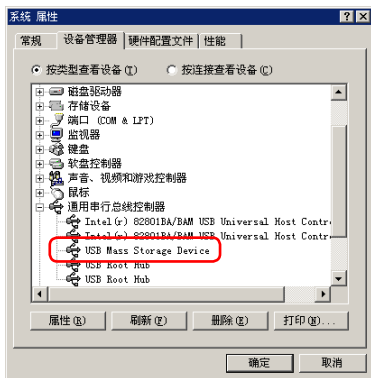 系统 属性
常规 设备管理器 硬件配置文件 性能
按类型查看设备(T) 按连接查看设备(C)
磁盘驱动器
存储设备
端口 (COM & LPT)
监视器
键盘
软盘控制器
声音、视频和游戏控制器
鼠标
通用串行总线控制器
Intel(r) 82801BA/BAM USB Universal Host Contr
Intel(r) 82801BA/BAM USB Universal Host Contr
USB Mass Storage Device
USB Root Hub
USB Root Hub
属性(R) 刷新(F) 删除(E) 打印(N)...
确定 取消